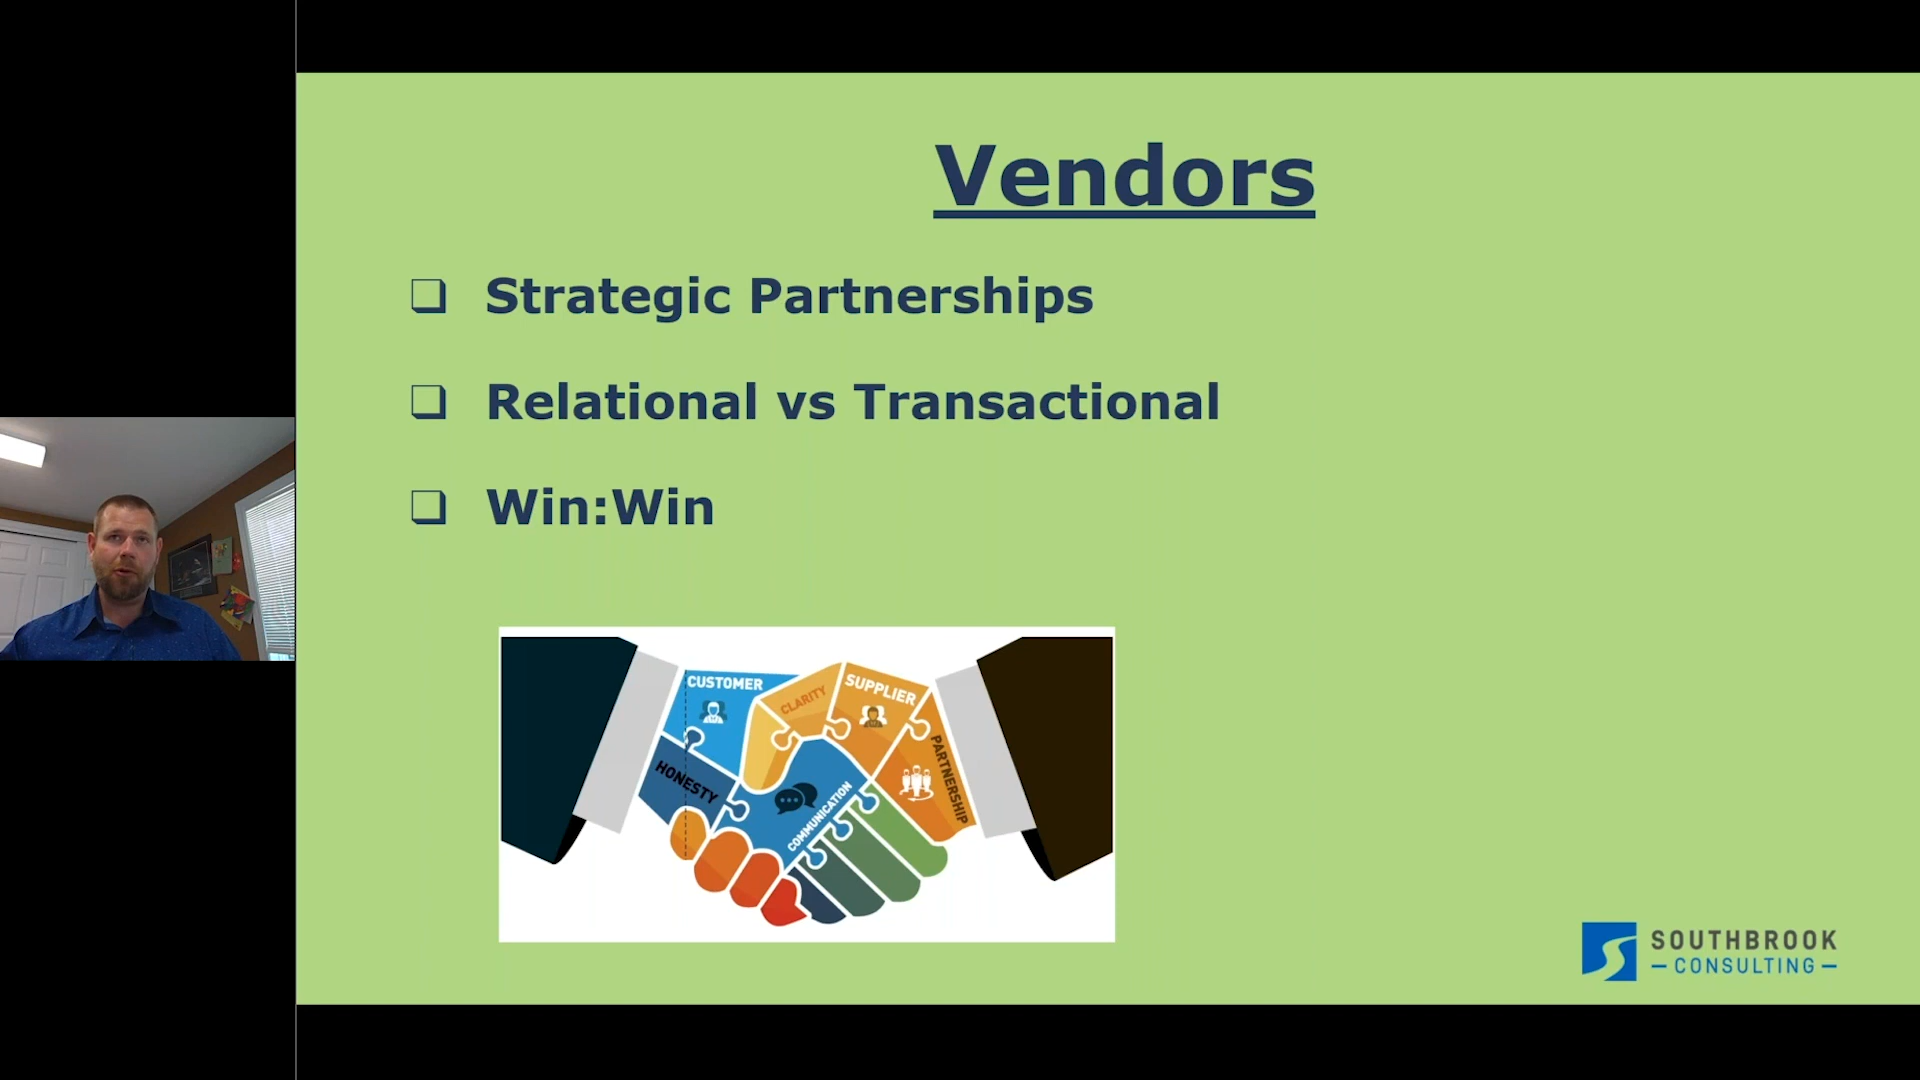 Vendors
❑ Strategic Partnerships
❑ Relational vs Transactional
❑ Win:Win
CUSTOMER
CLARITY
SUPPLIER
HONESTY
COMMUNICATION
PARTNERSHIP
SOUTHBROOK
CONSULTING